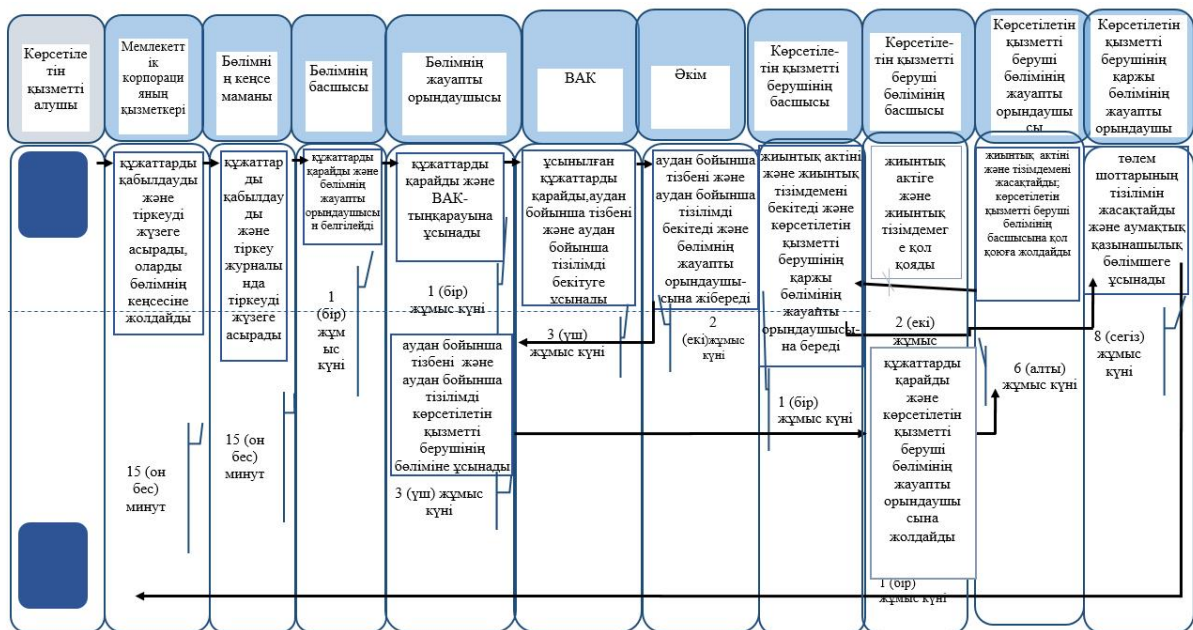 Көрсетіле
тін
қызметті
алушы
Мемлекетт
ік
корпораци
яның
қызметкері
Бөлімні
ң кеңсе
маманы
Бөлімнің
басшысы
Бөлімнің
жауапты
орындаушысы
ВАК
Әкім
Көрсетіле-
тін қызметті
берушінің
басшысы
Көрсетіле-
тін қызметті
беруші
бөлімінің
басшысы
Көрсетілетін
қызметті
беруші
бөлімінің
жауапты
орындаушы
сы
Көрсетілетін
қызметті
берушінің
қаржы
бөлімінің
жауапты
орындаушы
құжаттарды
қабылдауды
және
тіркеуді
жүзеге
асырады,
оларды
бөлімнің
кеңсесіне
жолдайды
15 (он
бес)
минут
құжаттар
ды
қабылдау
ды
және
тіркеу
журналы
нда
тіркеуді
жүзеге
асырады
15 (он
бес)
минут
құжаттарды
қарайды және
бөлімнің
жауапты
орындаушысы
н белгілейді
1
(бір)
жұм
ыс
күні
құжаттарды
қарайды және
ВАК-
тыңқарауына
ұсынады
1 (бір)
жұмыс күні
аудан бойынша
тізбені және
аудан бойынша
тізілімді
көрсетілетін
қызметті
берушінің
бөліміне ұсынады
3 (үш) жұмыс
күні
ұсынылған
құжаттарды
қарайды,аудан
бойынша тізбені
және аудан
бойынша
тізілімді
бекітуге
ұсынады
3 (үш)
жұмыс күні
аудан бойынша
тізбені және
аудан бойынша
тізілімді
бекітеді және
бөлімнің
жауапты
орындаушы-
сына жібереді
2
(екі)жұмыс
күні
жиынтық актіні
және жиынтық
тізімдемені
бекітеді және
көрсетілетін
қызметті
берушінің
қаржы
бөлімінің
жауапты
орындаушысы-
на береді
1 (бір)
жұмыс күні
жиынтық
актіге
және
жиынтық
тізімдемег
е қол
қояды
2 (екі)
жұмыс
құжаттарды
қарайды
және
көрсетілетін
қызметті
беруші
бөлімінің
жауапты
орындаушы
сына
жолдайды
1 (бір)
жұмыс күні
жиынтық актіні
және тізімдемені
жасақтайды;
көрсетілетін
қызметті беруші
бөлімінің
басшысына қол
қоюға жолдайды
6 (алты)
жұмыс күні
төлем
шоттарының
тізілімін
жасақтайды
және аумақтық
қазынашылық
бөлімшеге
ұсынады
8 (сегіз)
жұмыс
күні